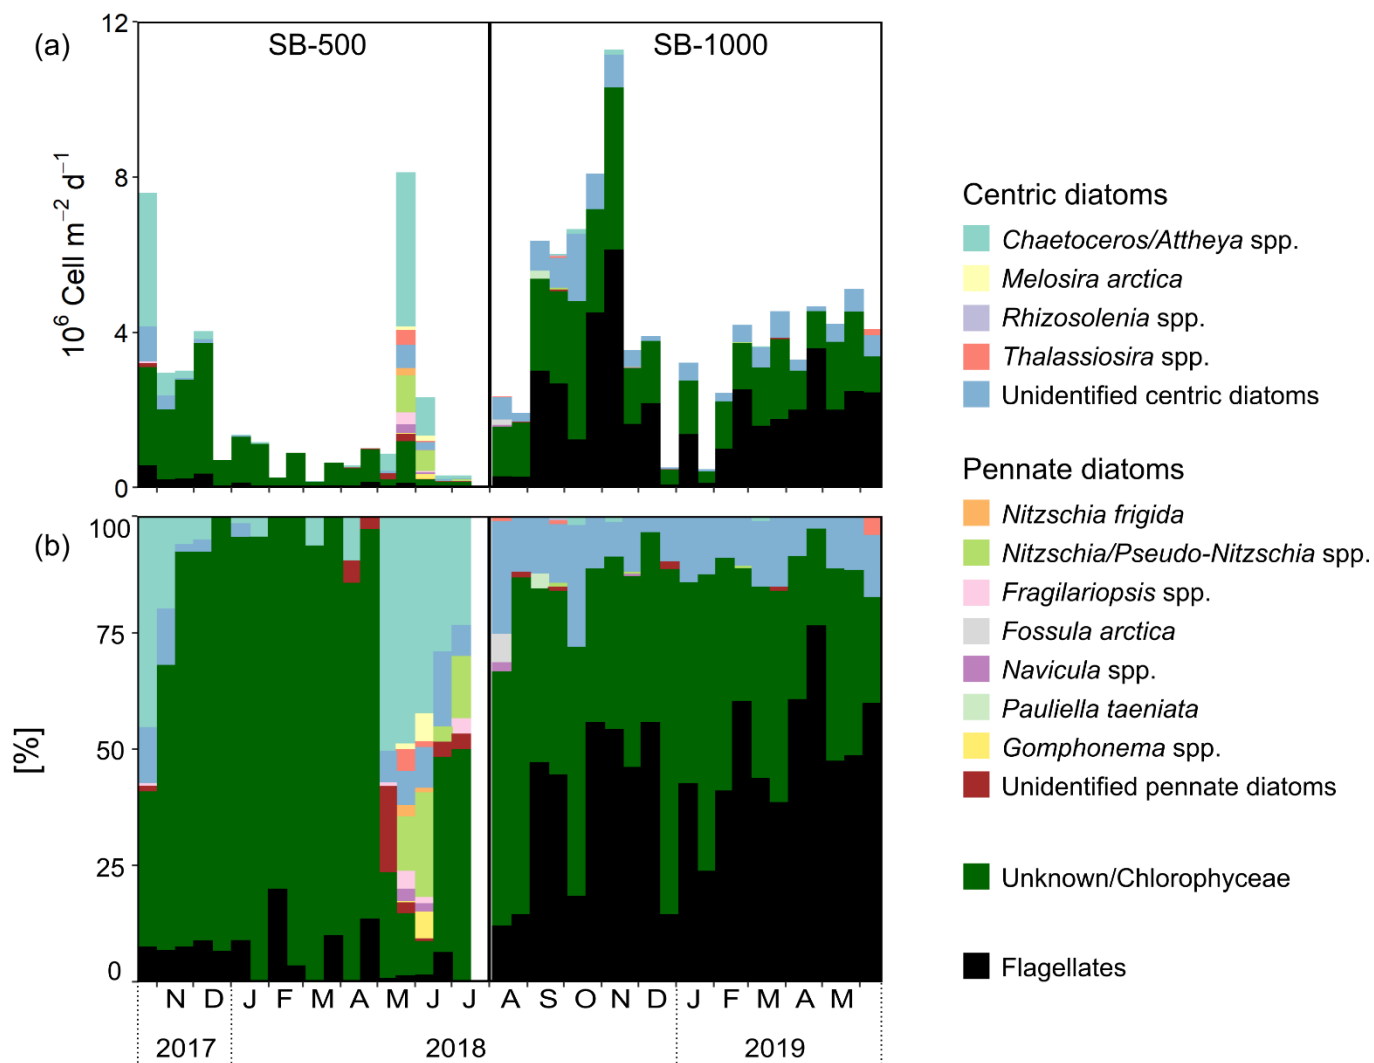 (a)
SB-500
SB-1000
12
8
4
0
10⁶ Cell m⁻² d⁻¹
(b)
100
75
50
25
0
[%]
N D J F M A M J J A S O N D J F M A M
2017 2018 2019
Centric diatoms
Chaetoceros/Attheya spp.
Melosira arctica
Rhizosolenia spp.
Thalassiosira spp.
Unidentified centric diatoms
Pennate diatoms
Nitzschia frigida
Nitzschia/Pseudo-Nitzschia spp.
Fragilariopsis spp.
Fossula arctica
Navicula spp.
Pauliella taeniata
Gomphonema spp.
Unidentified pennate diatoms
Unknown/Chlorophyceae
Flagellates